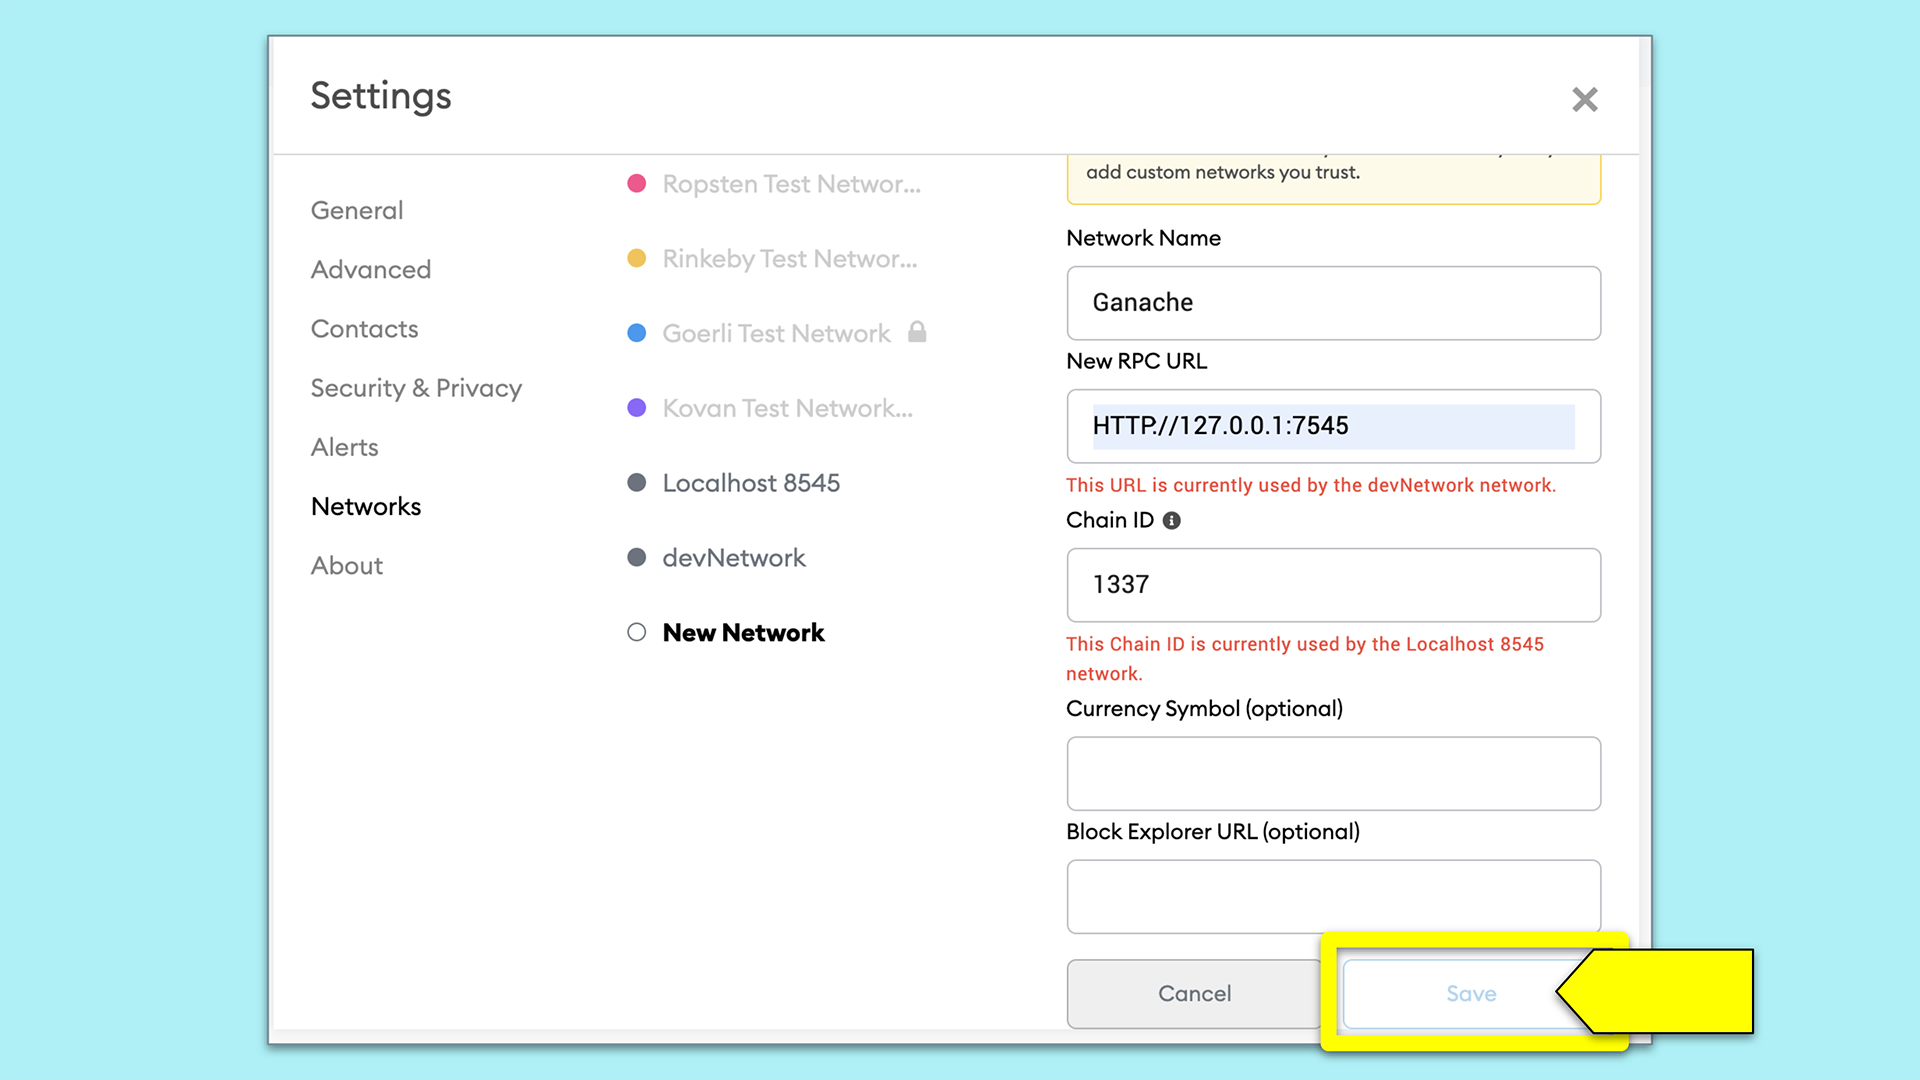 Settings
General
Advanced
Contacts
Security & Privacy
Alerts
Networks
About
Ropsten Test Networ...
Rinkeby Test Networ...
Goerli Test Network
Kovan Test Network...
Localhost 8545
devNetwork
New Network
add custom networks you trust.
Network Name
Ganache
New RPC URL
HTTP://127.0.0.1:7545
This URL is currently used by the devNetwork network.
Chain ID
1337
This Chain ID is currently used by the Localhost 8545
network.
Currency Symbol (optional)
Block Explorer URL (optional)
Cancel
Save